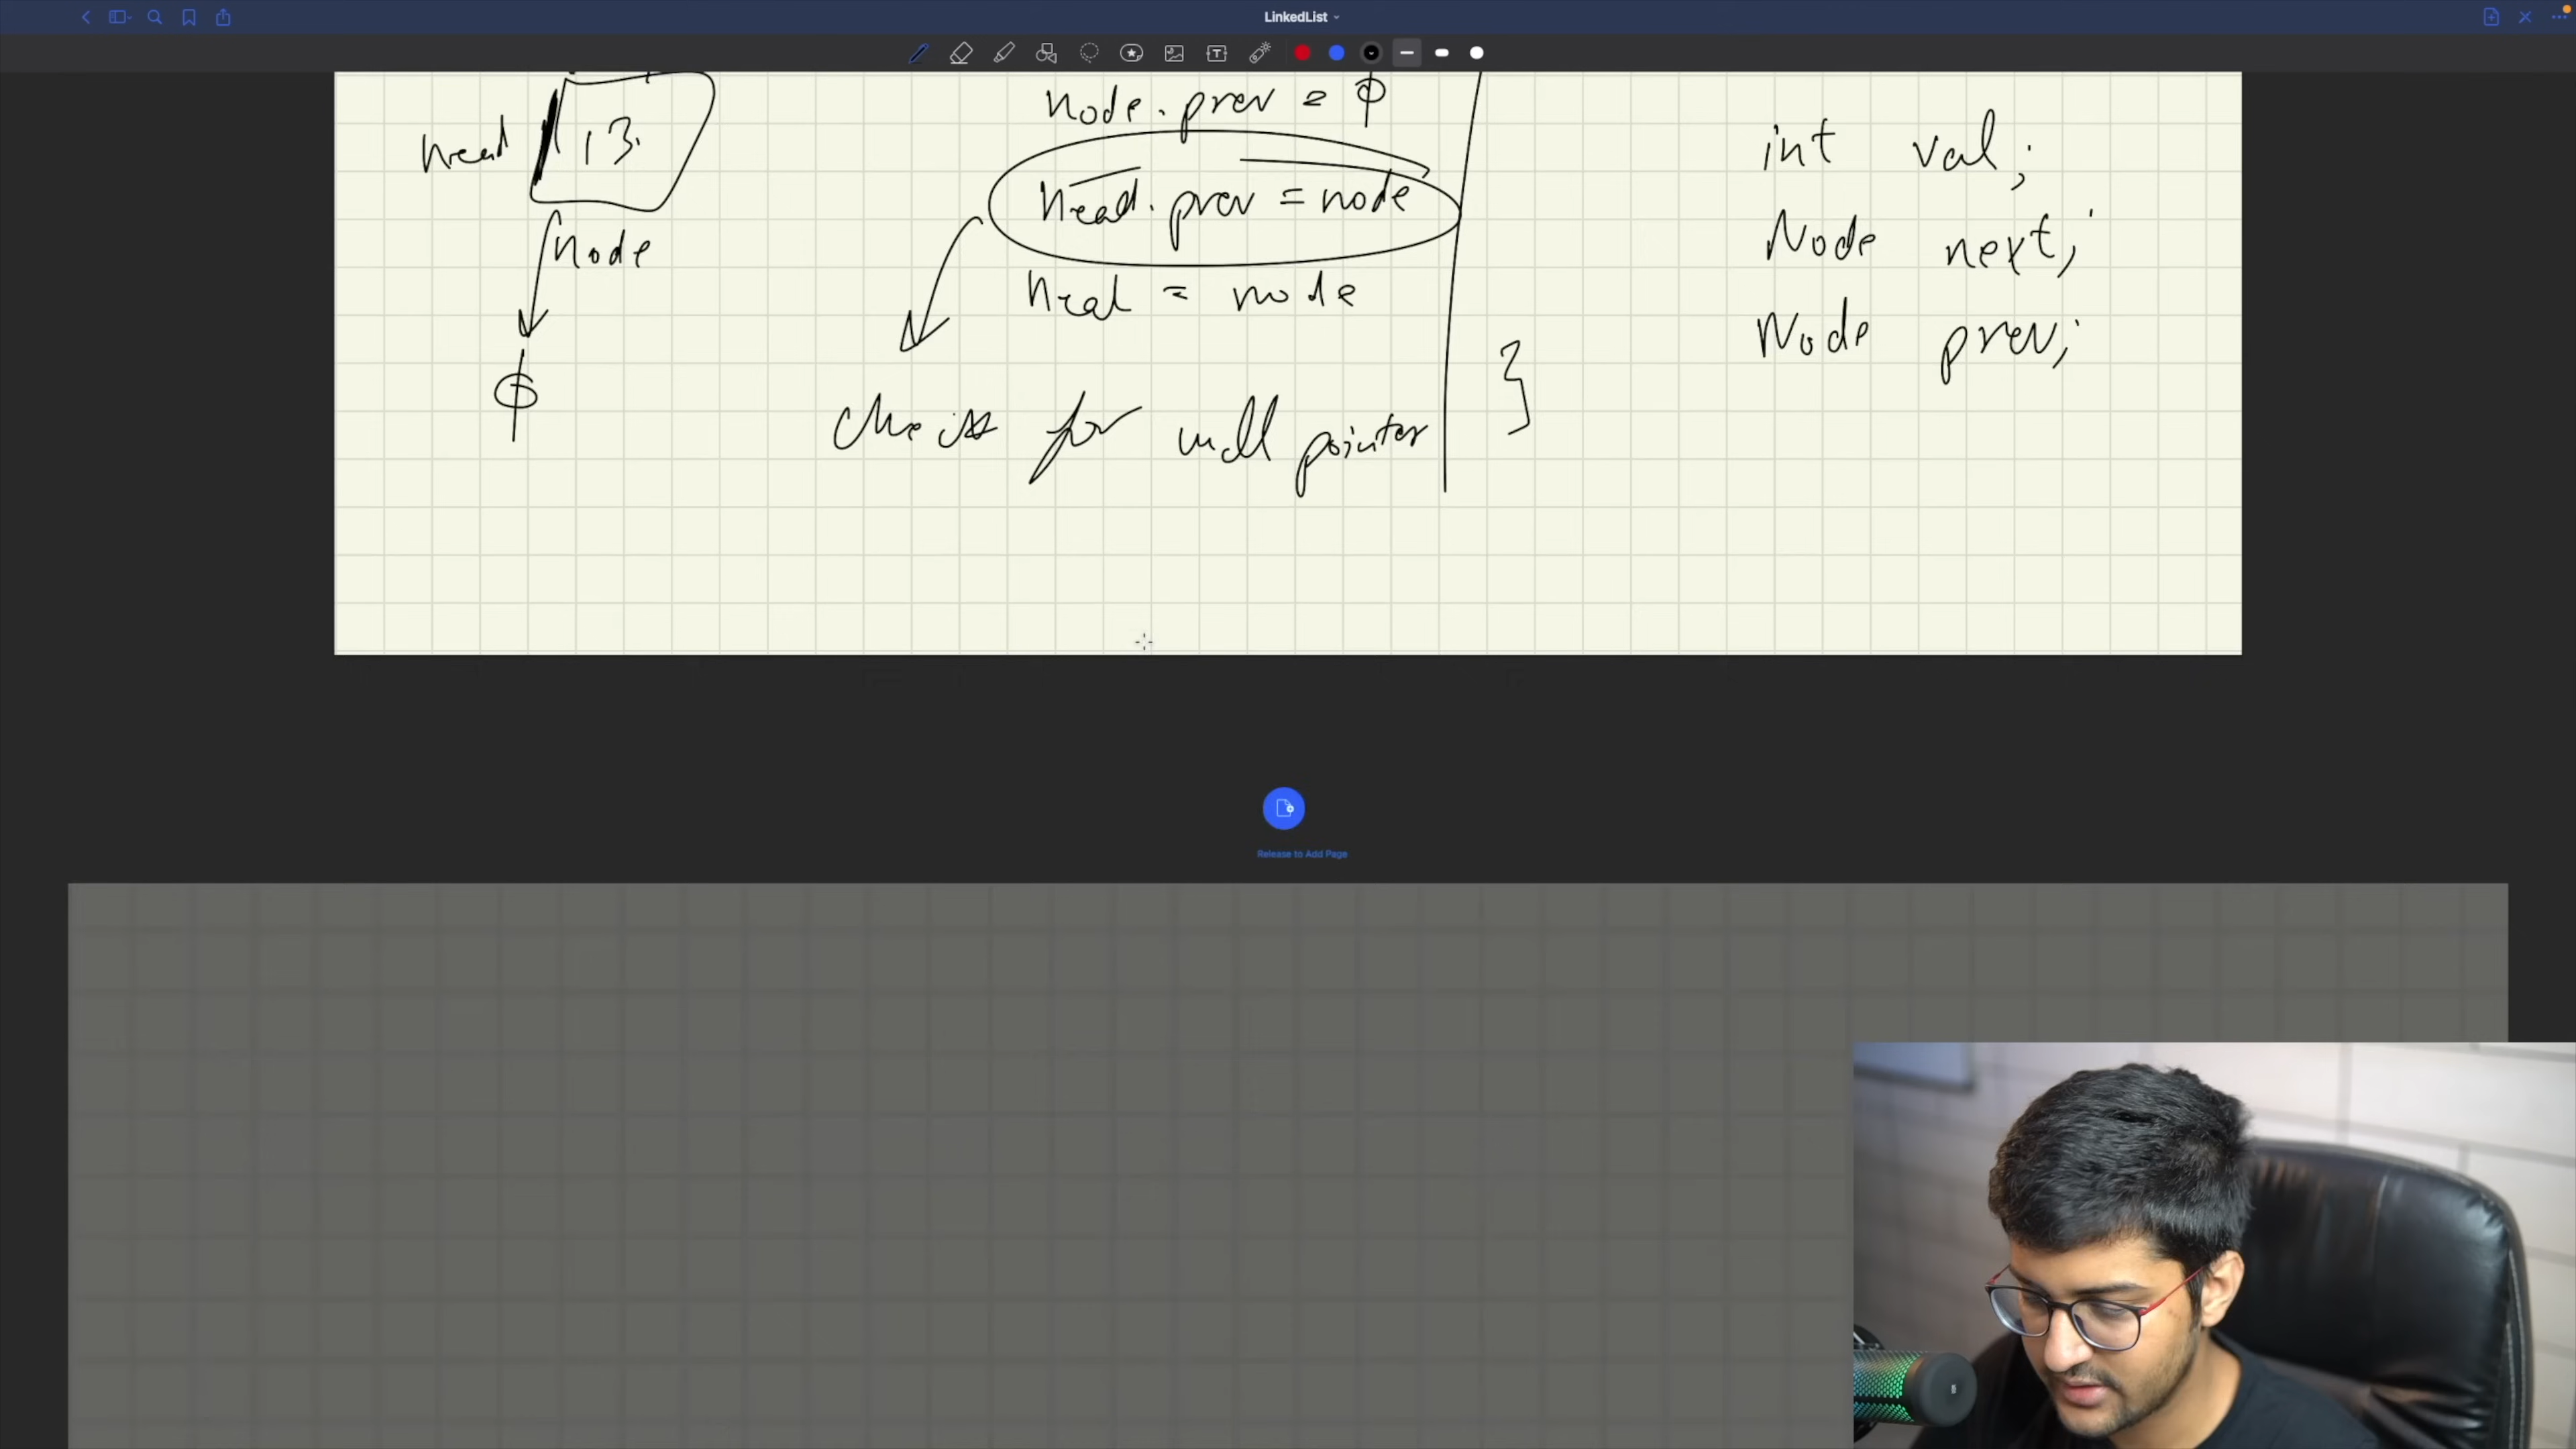 LinkedList
node.prev = φ
head 13.
head.prev = node
node
head = node
φ
check for null pointer
int val;
Node next;
Node prev;
}
Release to Add Page